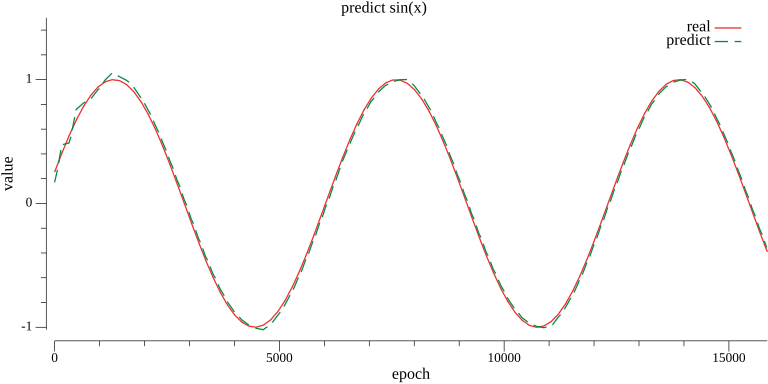 predict sin(x)
real
predict
1
0
-1
value
0
5000
10000
15000
epoch